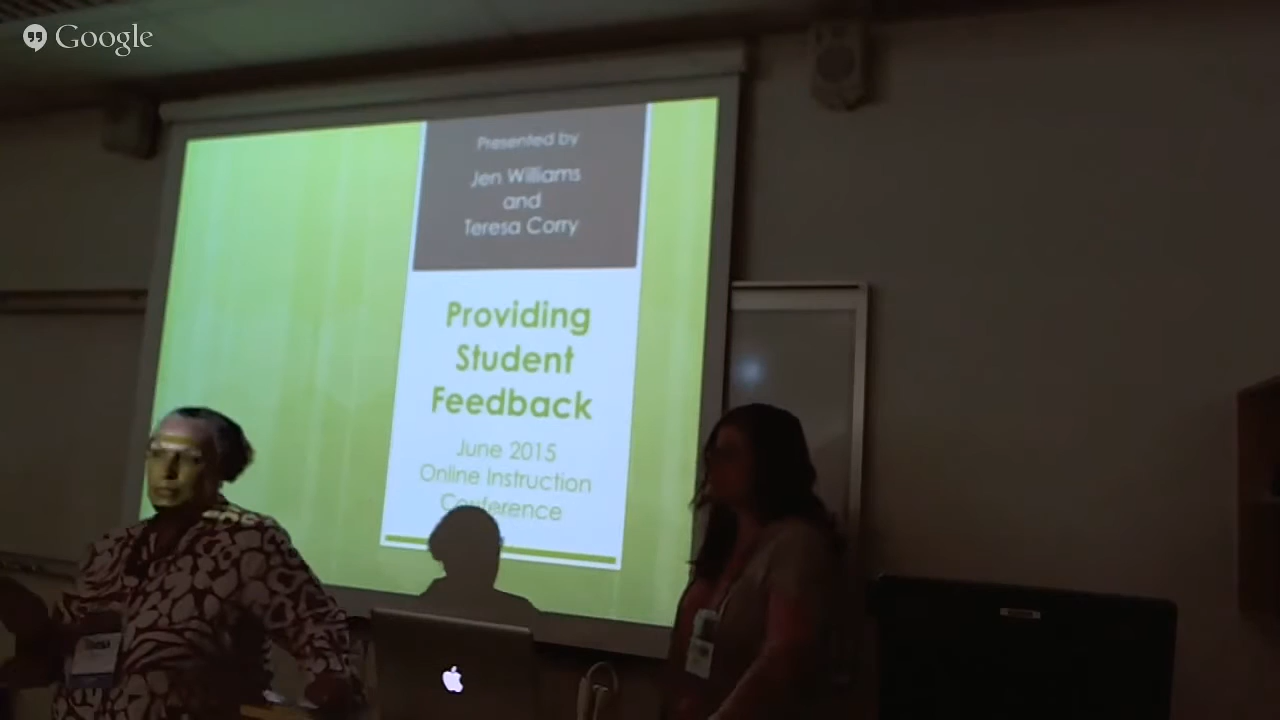 Google
Presented by
Jen Williams
and
Teresa Corry
Providing
Student
Feedback
June 2015
Online Instruction
Conference